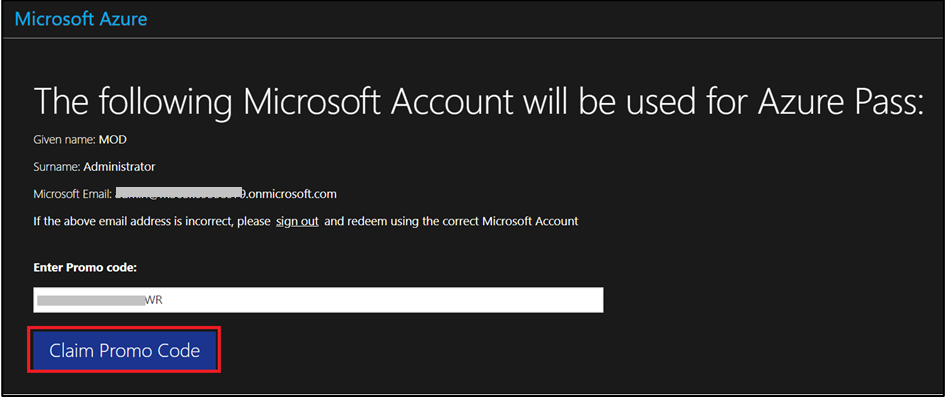 Microsoft Azure
The following Microsoft Account will be used for Azure Pass:
Given name: MOD
Surname: Administrator
Microsoft Email: 9.onmicrosoft.com
If the above email address is incorrect, please sign out and redeem using the correct Microsoft Account
Enter Promo code:
WR
Claim Promo Code